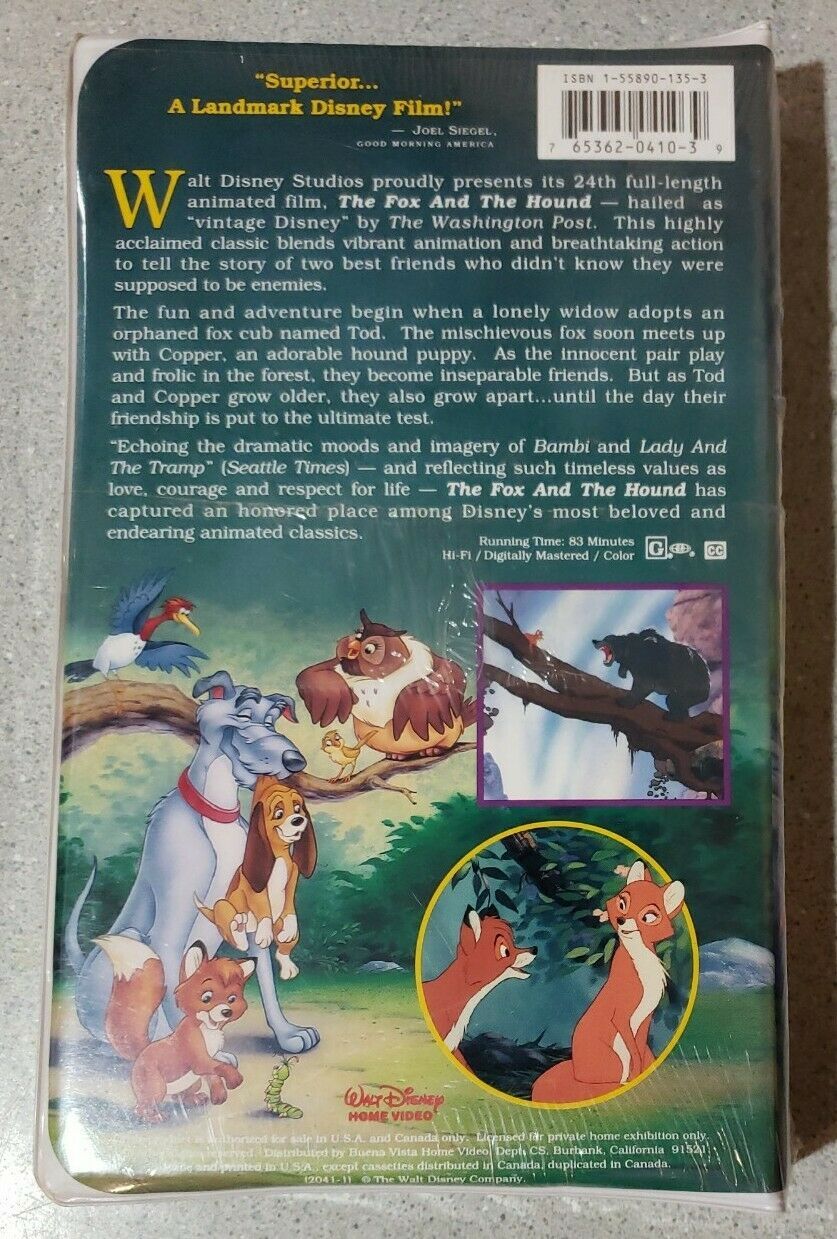 "Superior...
A Landmark Disney Film!"
— JOEL SIEGEL,
GOOD MORNING AMERICA
ISBN 1-55890-135-3
7 65362-0410-3 9
Walt Disney Studios proudly presents its 24th full-length
animated film, The Fox And The Hound — hailed as
"vintage Disney" by The Washington Post. This highly
acclaimed classic blends vibrant animation and breathtaking action
to tell the story of two best friends who didn't know they were
supposed to be enemies.
The fun and adventure begin when a lonely widow adopts an
orphaned fox cub named Tod. The mischievous fox soon meets up
with Copper, an adorable hound puppy. As the innocent pair play
and frolic in the forest, they become inseparable friends. But as Tod
and Copper grow older, they also grow apart...until the day their
friendship is put to the ultimate test.
"Echoing the dramatic moods and imagery of Bambi and Lady And
The Tramp" (Seattle Times) — and reflecting such timeless values as
love, courage and respect for life — The Fox And The Hound has
captured an honored place among Disney's most beloved and
endearing animated classics.
Running Time: 83 Minutes
Hi-Fi / Digitally Mastered / Color G CC
WALT DISNEY
HOME VIDEO
is authorized for sale in U.S.A. and Canada only. Licensed for private home exhibition only.
reserved. Distributed by Buena Vista Home Video, Dept. CS, Burbank, California 91521.
and printed in U.S.A., except cassettes distributed in Canada, duplicated in Canada.
(2041-1) © The Walt Disney Company.